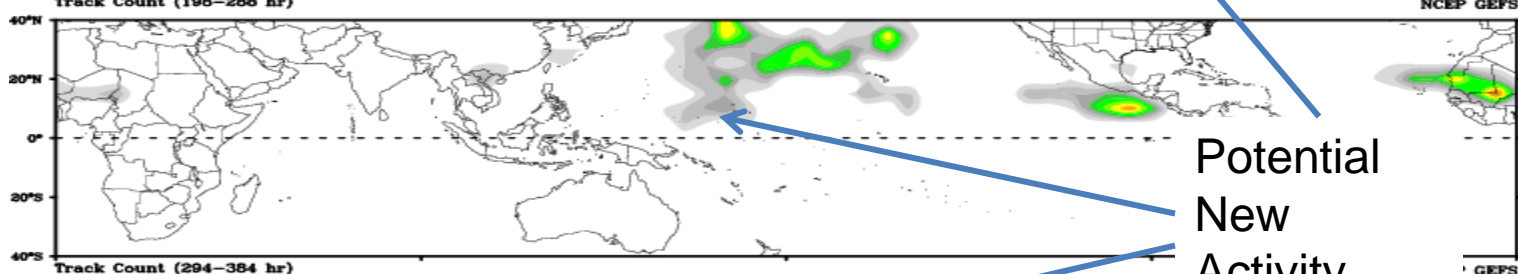 Track Count (198–288 hr) NCEP GEFS
40°N
20°N
0°
20°S
40°S
Potential
New
Activity
Track Count (294–384 hr) GEFS